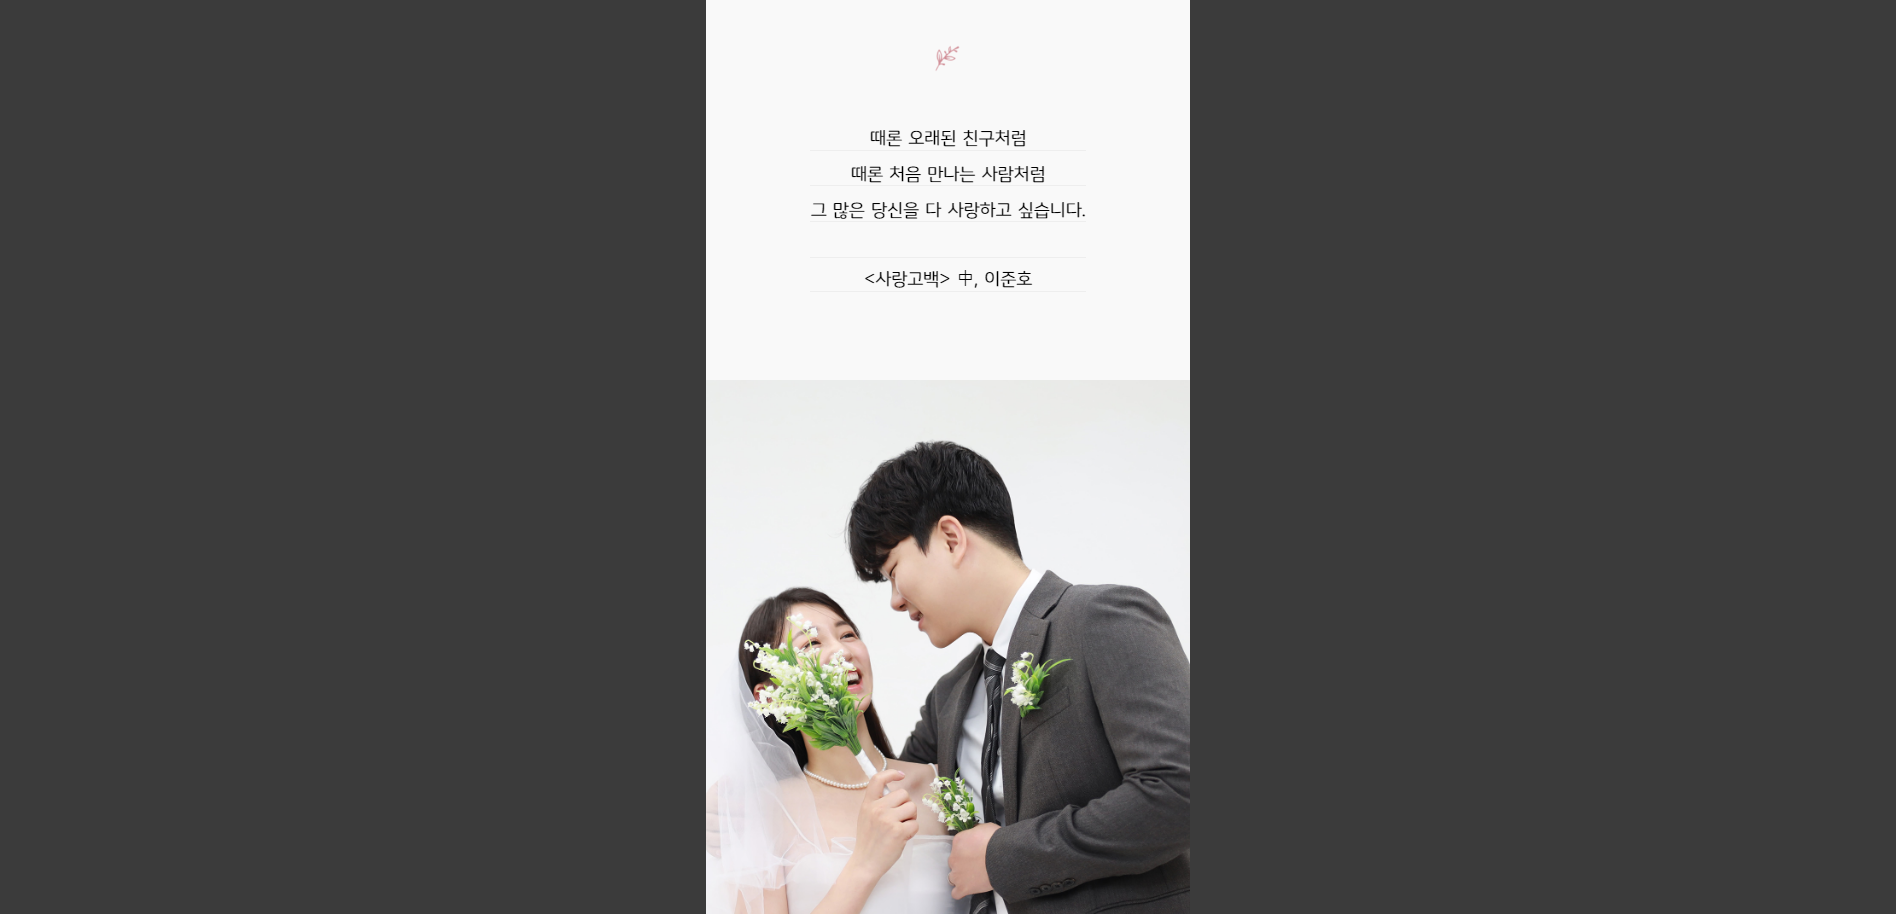 때론 오래된 친구처럼
때론 처음 만나는 사람처럼
그 많은 당신을 다 사랑하고 싶습니다.
<사랑고백> 中, 이준호